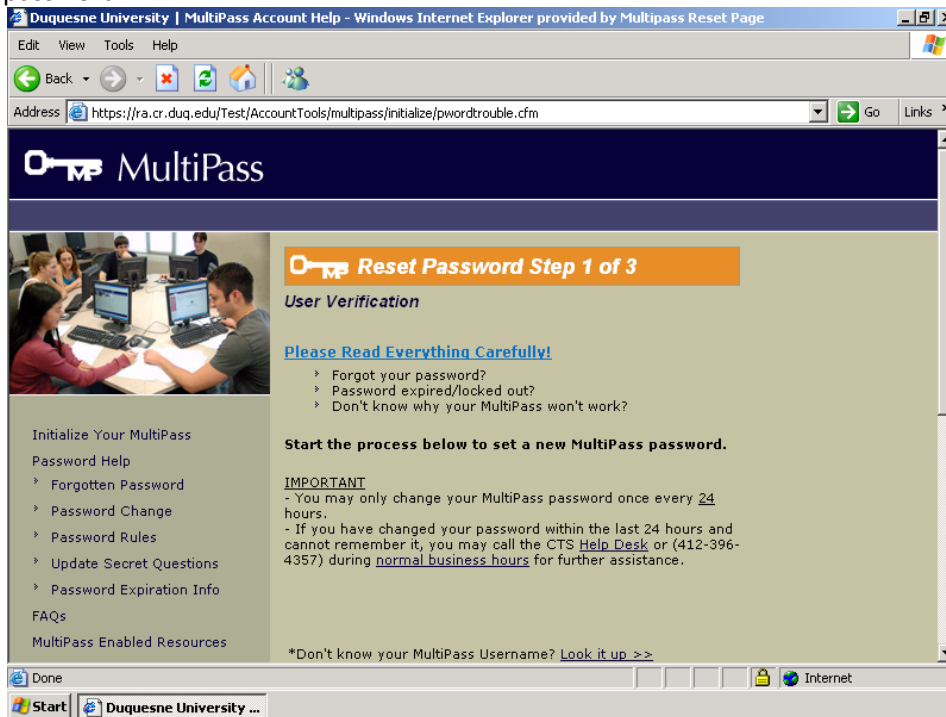 Duquesne University | MultiPass Account Help - Windows Internet Explorer provided by Multipass Reset Page
Edit View Tools Help
Back
Address https://ra.cr.duq.edu/Test/AccountTools/multipass/initialize/pwordtrouble.cfm Go Links
MP MultiPass
MP Reset Password Step 1 of 3
User Verification
Please Read Everything Carefully!
Forgot your password?
Password expired/locked out?
Don't know why your MultiPass won't work?
Start the process below to set a new MultiPass password.
IMPORTANT
- You may only change your MultiPass password once every 24
hours.
- If you have changed your password within the last 24 hours and
cannot remember it, you may call the CTS Help Desk or (412-396-
4357) during normal business hours for further assistance.
*Don't know your MultiPass Username? Look it up >>
Initialize Your MultiPass
Password Help
Forgotten Password
Password Change
Password Rules
Update Secret Questions
Password Expiration Info
FAQs
MultiPass Enabled Resources
Done Internet
Start Duquesne University ...